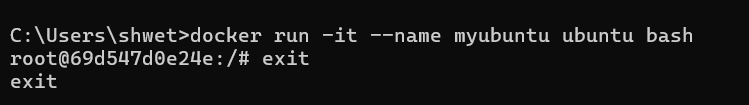 C:\Users\shwet>docker run -it --name myubuntu ubuntu bash
root@69d547d0e24e:/# exit
exit